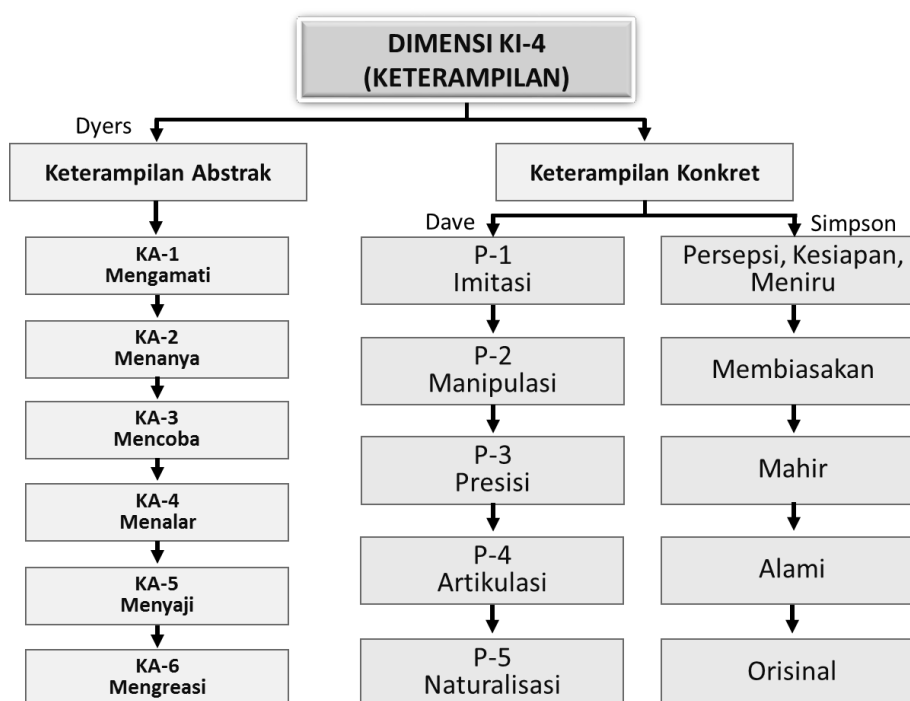 DIMENSI KI-4
(KETERAMPILAN)
Dyers
Keterampilan Abstrak
KA-1
Mengamati
KA-2
Menanya
KA-3
Mencoba
KA-4
Menalar
KA-5
Menyaji
KA-6
Mengreasi
Keterampilan Konkret
Dave
P-1
Imitasi
P-2
Manipulasi
P-3
Presisi
P-4
Artikulasi
P-5
Naturalisasi
Simpson
Persepsi, Kesiapan,
Meniru
Membiasakan
Mahir
Alami
Orisinal